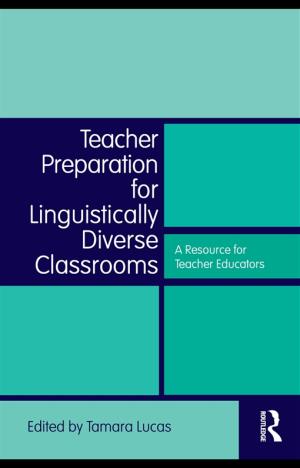 Teacher
Preparation
for
Linguistically
Diverse
Classrooms
A Resource for
Teacher Educators
Edited by Tamara Lucas
ROUTLEDGE